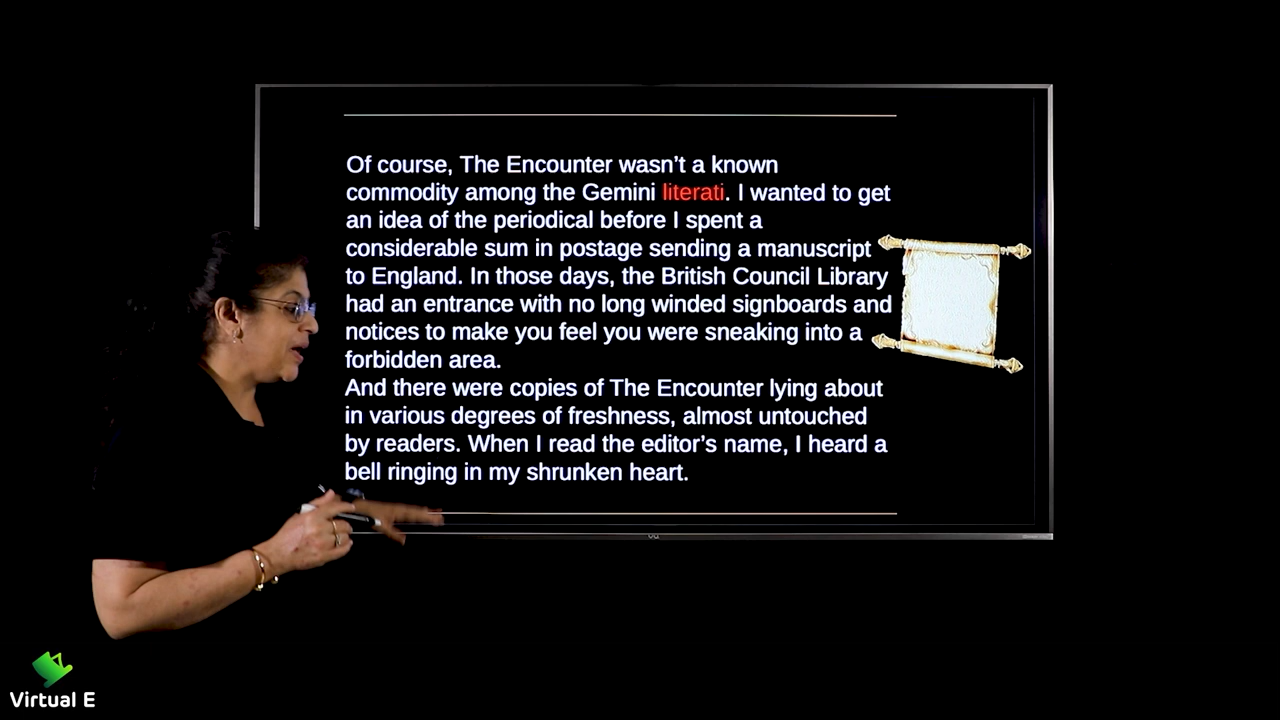 Of course, The Encounter wasn't a known
commodity among the Gemini literati. I wanted to get
an idea of the periodical before I spent a
considerable sum in postage sending a manuscript
to England. In those days, the British Council Library
had an entrance with no long winded signboards and
notices to make you feel you were sneaking into a
forbidden area.
And there were copies of The Encounter lying about
in various degrees of freshness, almost untouched
by readers. When I read the editor's name, I heard a
bell ringing in my shrunken heart.
Virtual E